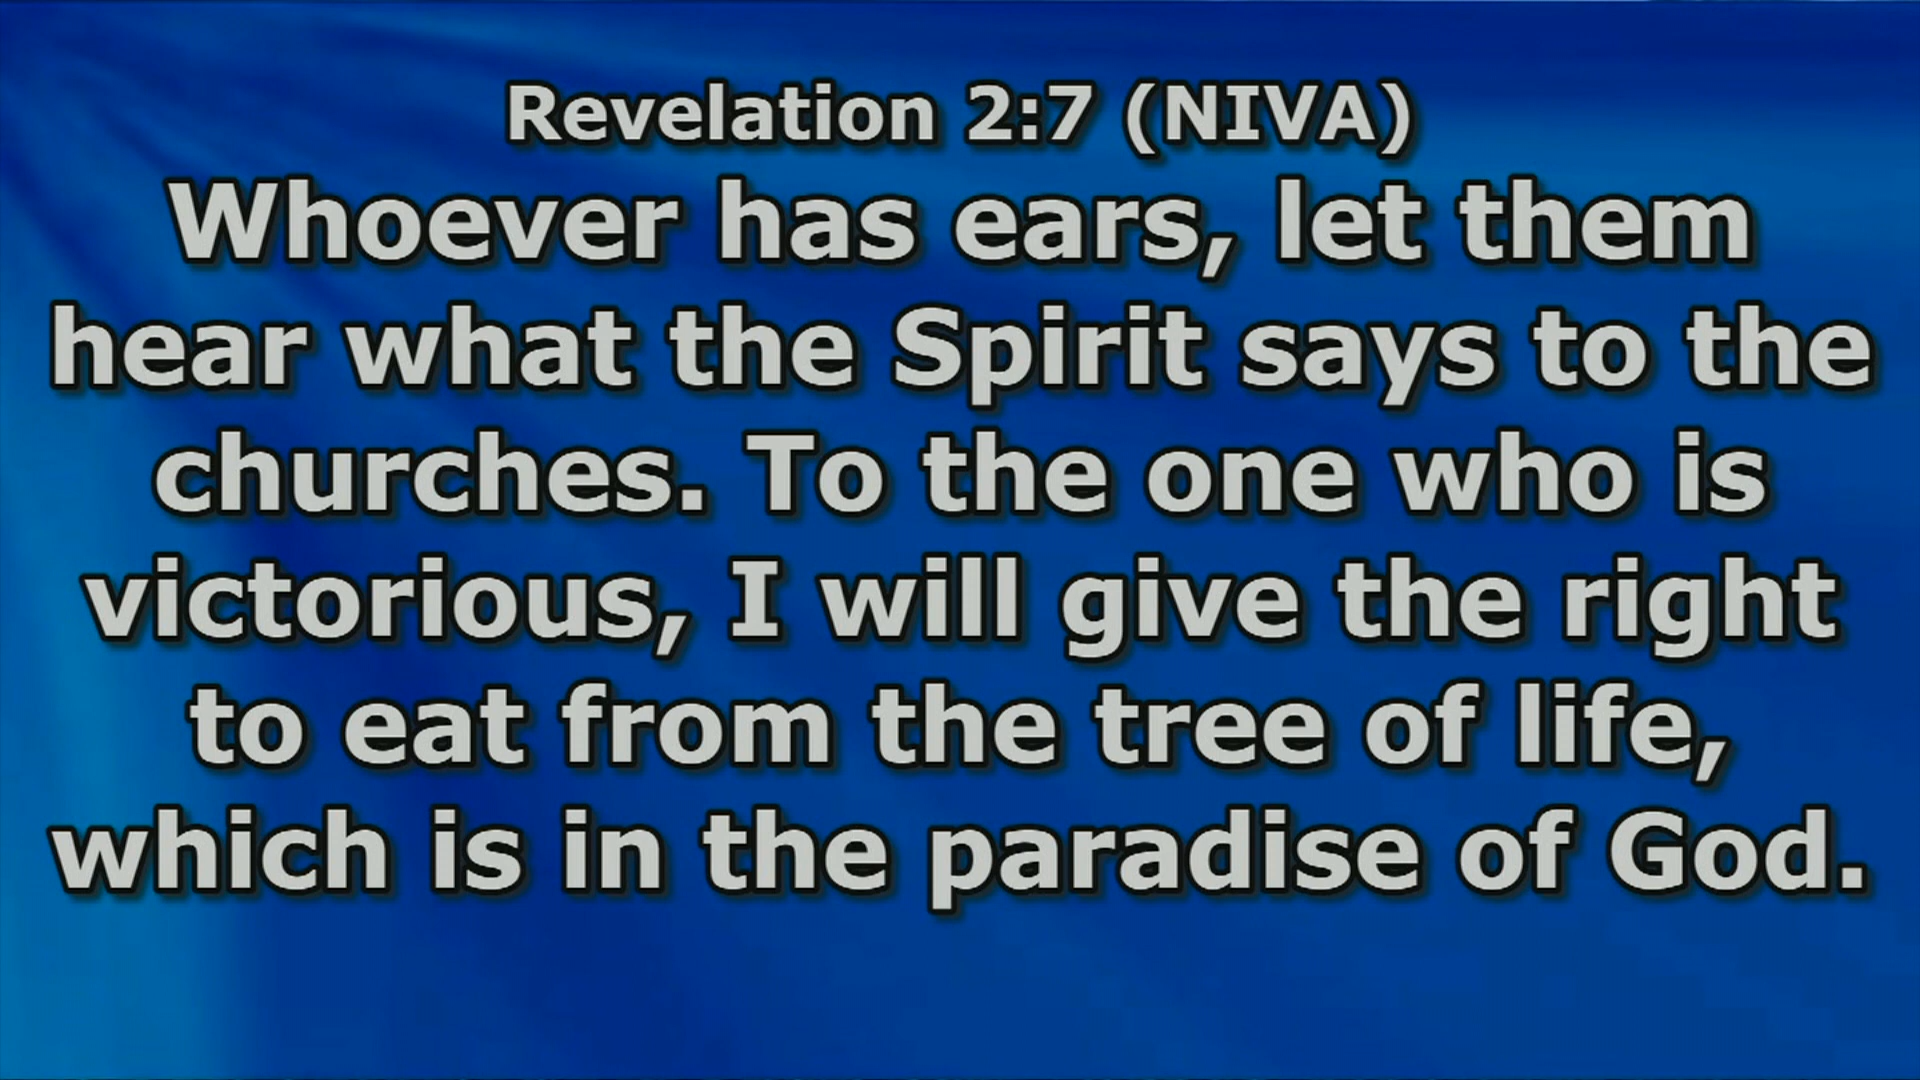 Revelation 2:7 (NIVA)
Whoever has ears, let them
hear what the Spirit says to the
churches. To the one who is
victorious, I will give the right
to eat from the tree of life,
which is in the paradise of God.